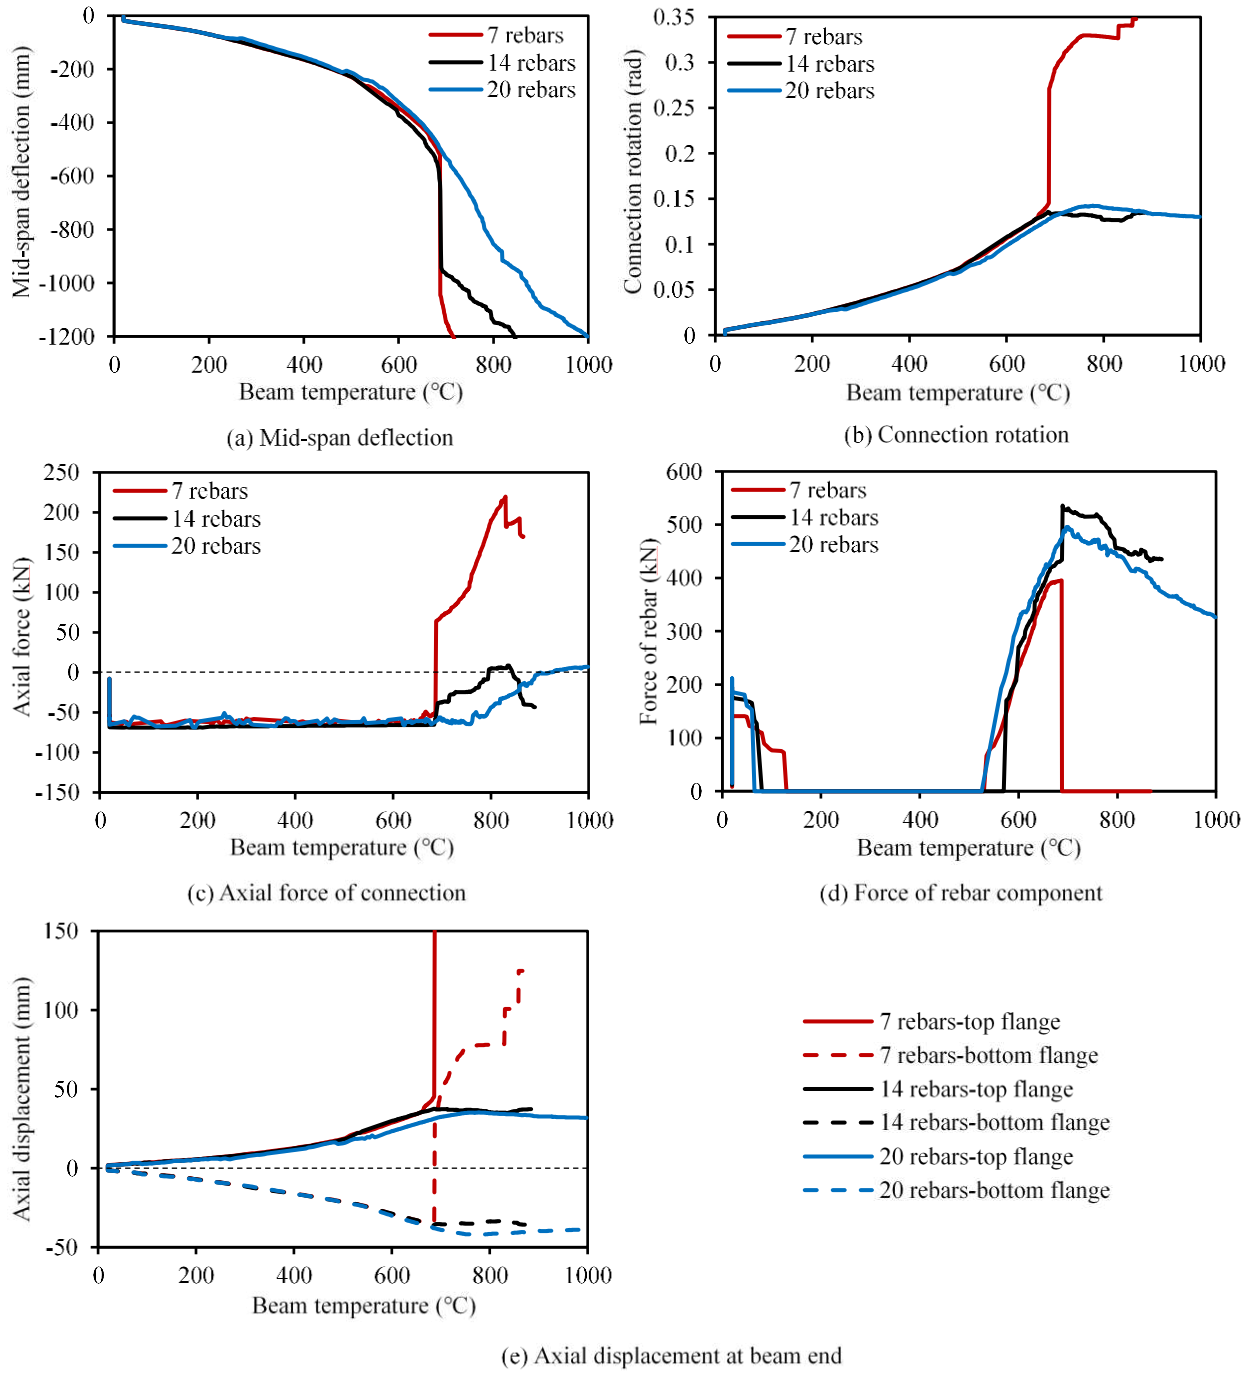 0
-200
-400
-600
-800
-1000
-1200
0 200 400 600 800 1000
Mid-span deflection (mm)
Beam temperature (℃)
7 rebars
14 rebars
20 rebars
(a) Mid-span deflection
0.35
0.3
0.25
0.2
0.15
0.1
0.05
0
0 200 400 600 800 1000
Connection rotation (rad)
Beam temperature (℃)
7 rebars
14 rebars
20 rebars
(b) Connection rotation
250
200
150
100
50
0
-50
-100
-150
0 200 400 600 800 1000
Axial force (kN)
Beam temperature (℃)
7 rebars
14 rebars
20 rebars
(c) Axial force of connection
600
500
400
300
200
100
0
0 200 400 600 800 1000
Force of rebar (kN)
Beam temperature (℃)
7 rebars
14 rebars
20 rebars
(d) Force of rebar component
150
100
50
0
-50
0 200 400 600 800 1000
Axial displacement (mm)
Beam temperature (℃)
7 rebars-top flange
7 rebars-bottom flange
14 rebars-top flange
14 rebars-bottom flange
20 rebars-top flange
20 rebars-bottom flange
(e) Axial displacement at beam end